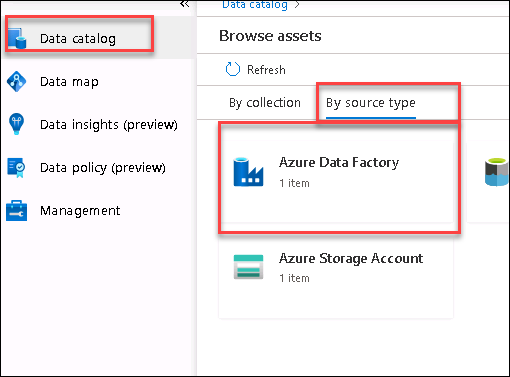 Data catalog
Data catalog
Data map
Data insights (preview)
Data policy (preview)
Management
Browse assets
Refresh
By collection
By source type
Azure Data Factory
1 item
Azure Storage Account
1 item